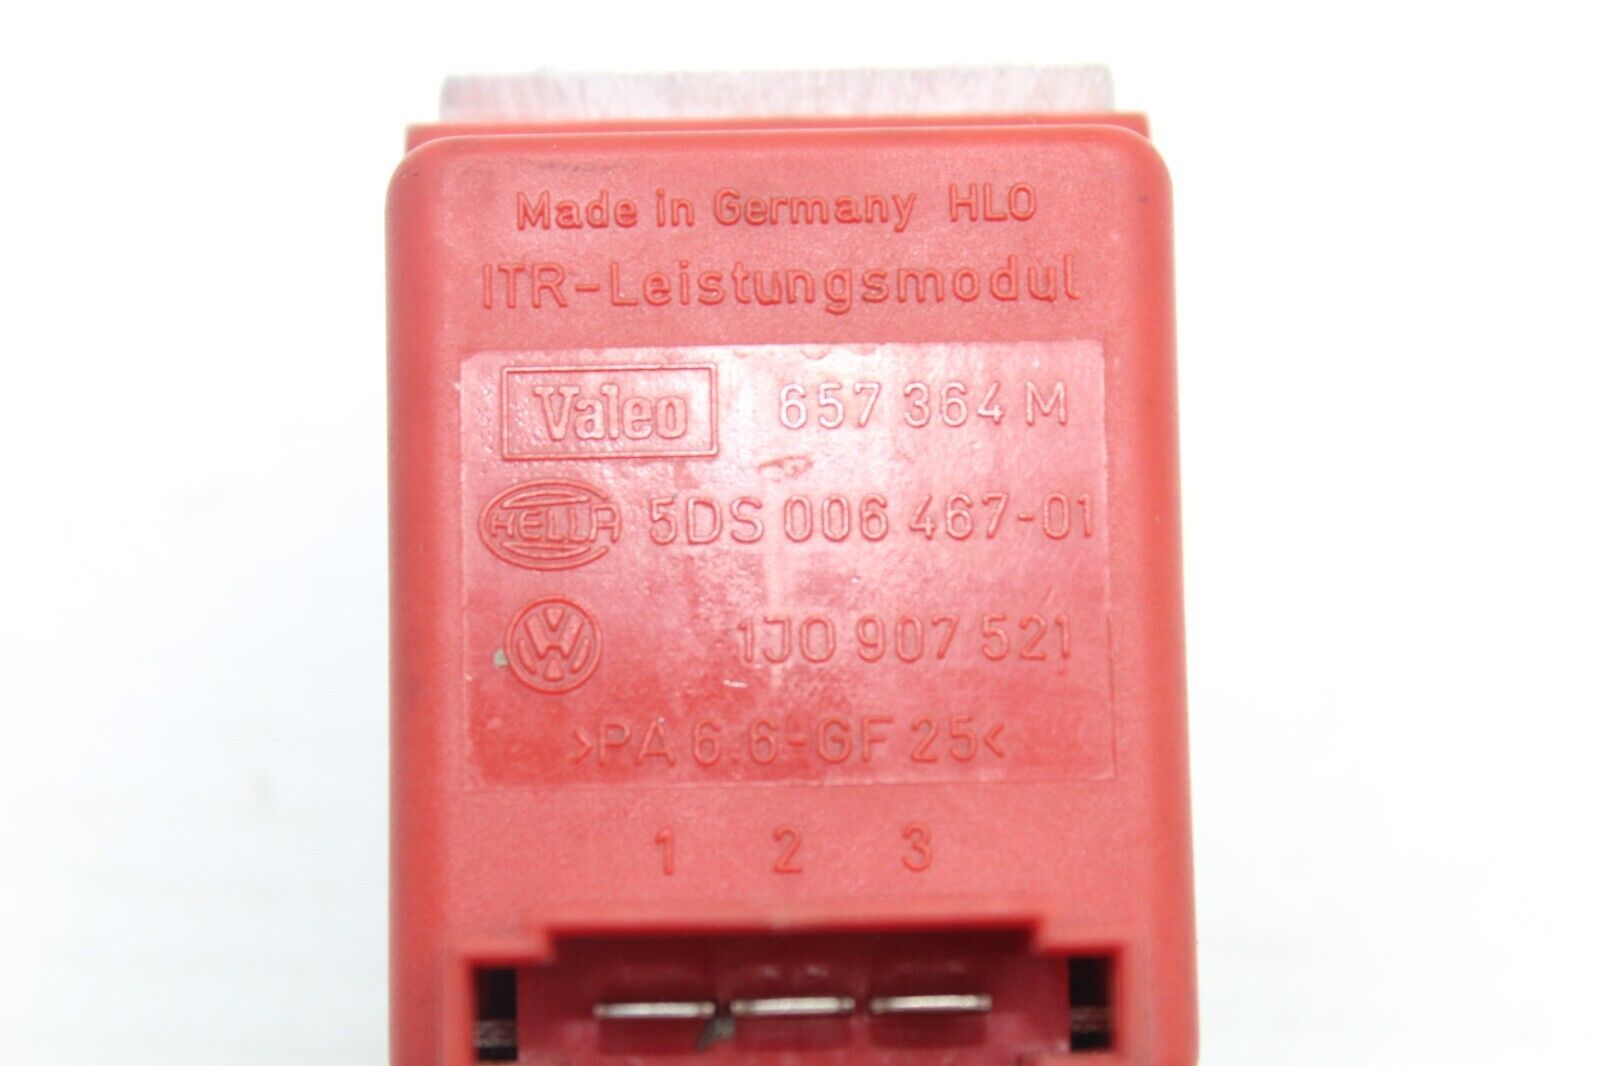 Made in Germany HLO
ITR-Leistungsmodul
Valeo 657 364 M
HELLA 5DS 006 467-01
VW 1J0 907 521
>PA 6.6-GF 25<
1 2 3